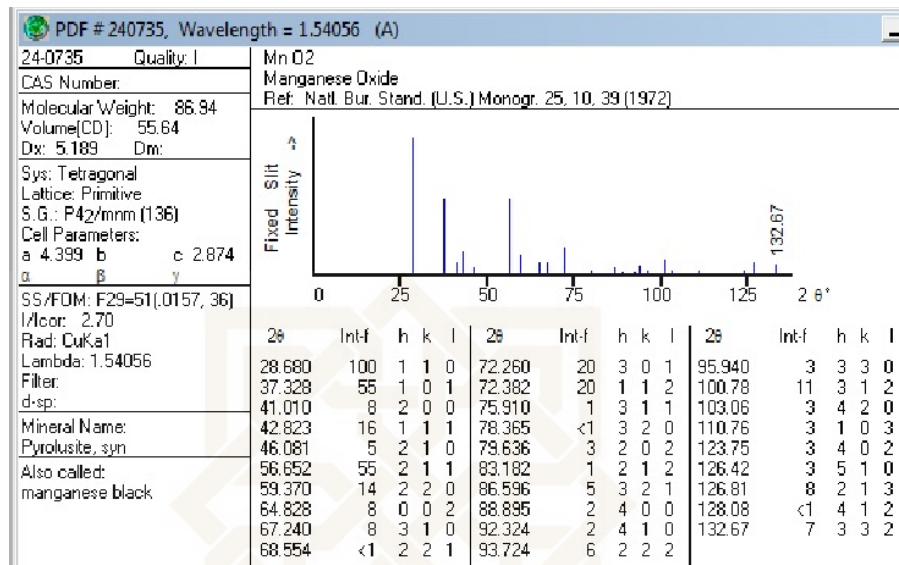 PDF # 240735, Wavelength = 1.54056 (A)
24-0735 Quality: I
CAS Number:
Molecular Weight: 86.94
Volume[CD]: 55.64
Dx: 5.189 Dm:
Sys: Tetragonal
Lattice: Primitive
S.G.: P42/mnm (136)
Cell Parameters:
a 4.399 b c 2.874
α β γ
SS/FOM: F29=51(.0157, 36)
I/Icor: 2.70
Rad: CuKa1
Lambda: 1.54056
Filter:
d-sp:
Mineral Name:
Pyrolusite, syn
Also called:
manganese black
Mn O2
Manganese Oxide
Ref: Natl. Bur. Stand. (U.S.) Monogr. 25, 10, 39 (1972)
Fixed Slit
Intensity ->
132.67
0 25 50 75 100 125 2 θ°
2θ Int-f h k l 2θ Int-f h k l 2θ Int-f h k l
28.680 100 1 1 0 72.260 20 3 0 1 95.940 3 3 3 0
37.328 55 1 0 1 72.382 20 1 1 2 100.78 11 3 1 2
41.010 8 2 0 0 75.910 1 3 1 1 103.06 3 4 2 0
42.823 16 1 1 1 78.365 <1 3 2 0 110.76 3 1 0 3
46.081 5 2 1 0 79.636 3 2 0 2 123.75 3 4 0 2
56.652 55 2 1 1 83.182 1 2 1 2 126.42 3 5 1 0
59.370 14 2 2 0 86.596 5 3 2 1 126.81 8 2 1 3
64.828 8 0 0 2 88.895 2 4 0 0 128.08 <1 4 1 2
67.240 8 3 1 0 92.324 2 4 1 0 132.67 7 3 3 2
68.554 <1 2 2 1 93.724 6 2 2 2